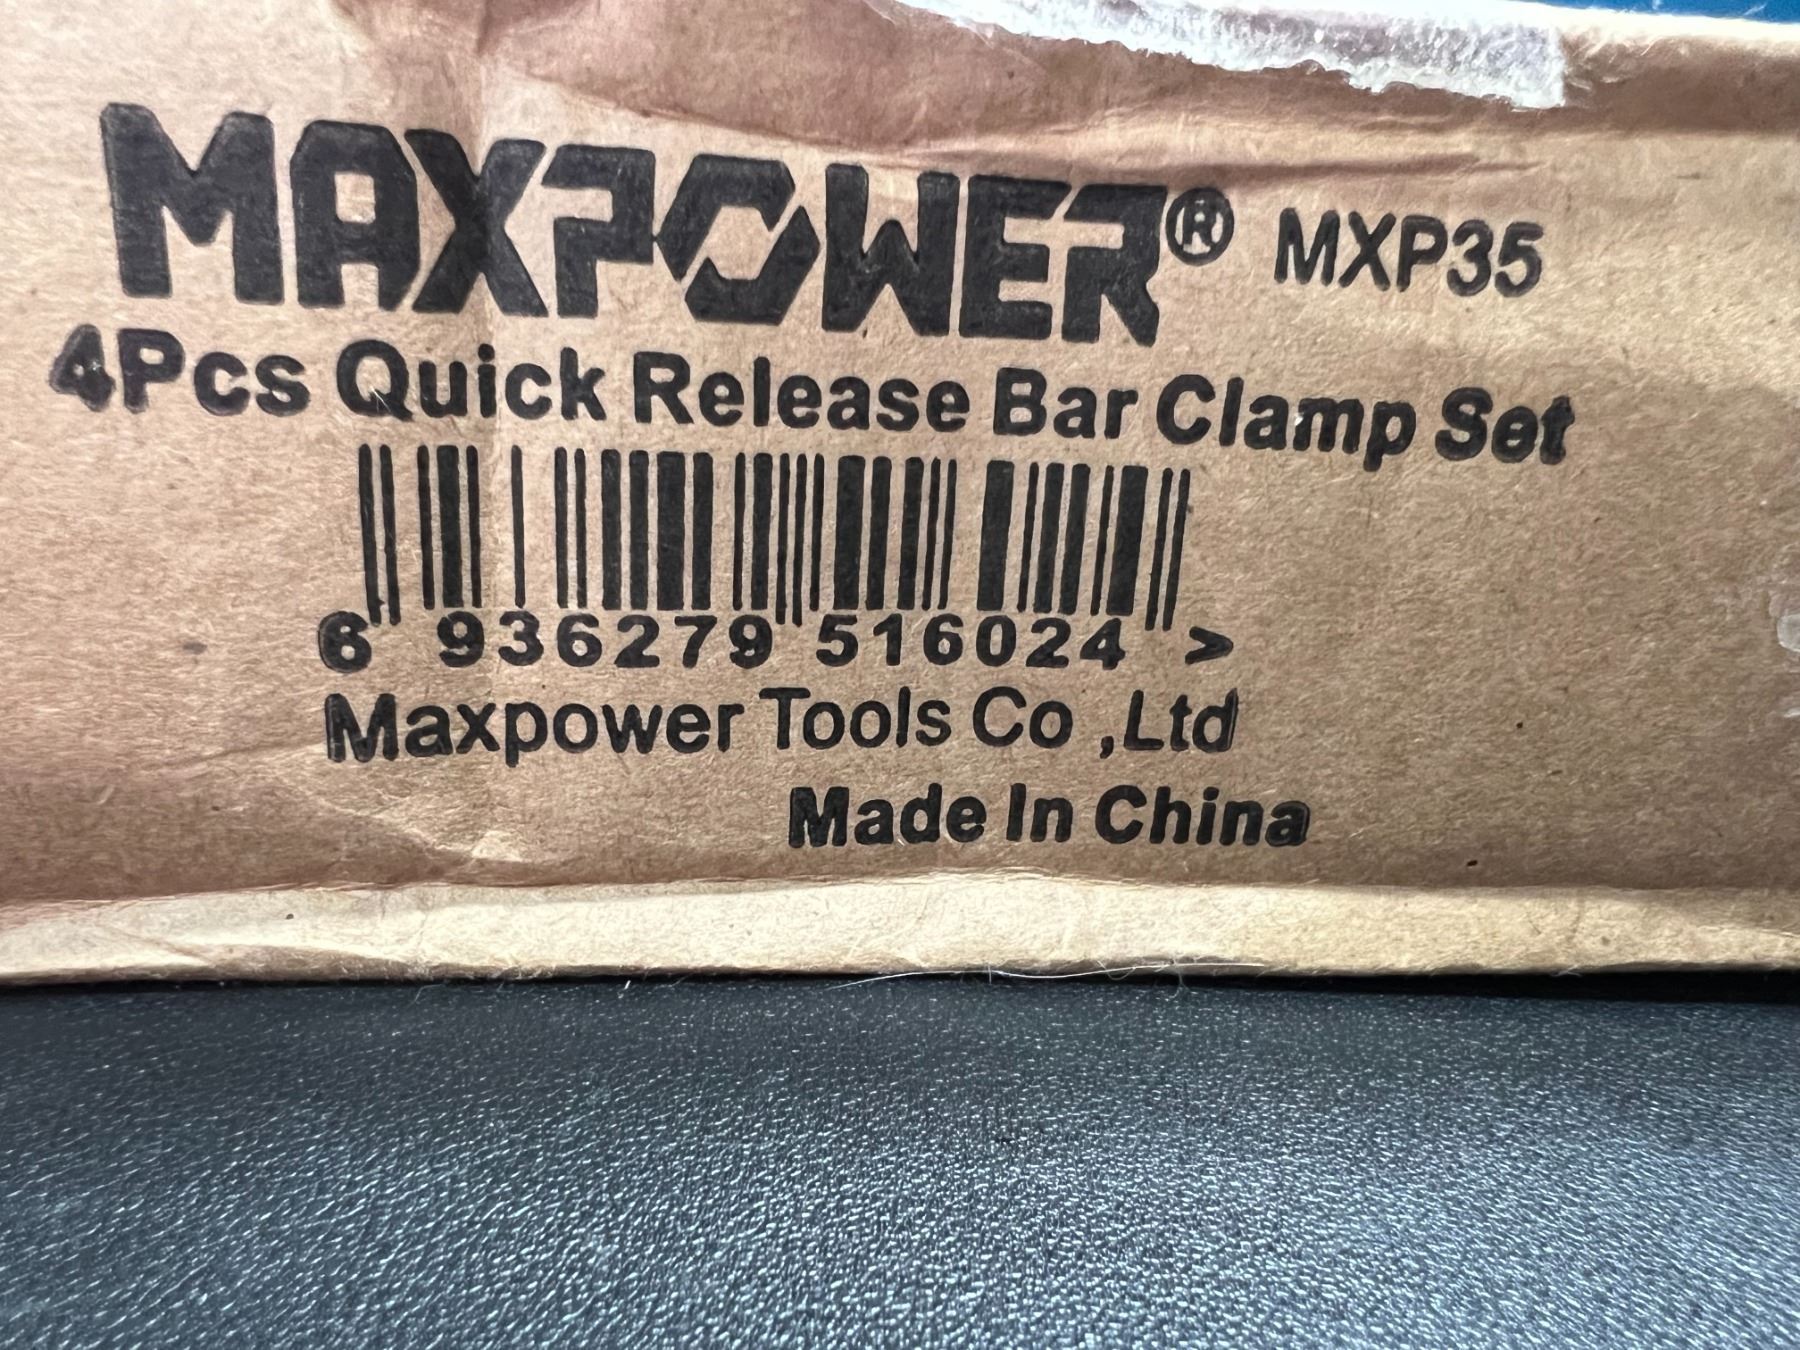 MAXPOWER® MXP35
4Pcs Quick Release Bar Clamp Set
6 936279 516024 >
Maxpower Tools Co ,Ltd
Made In China